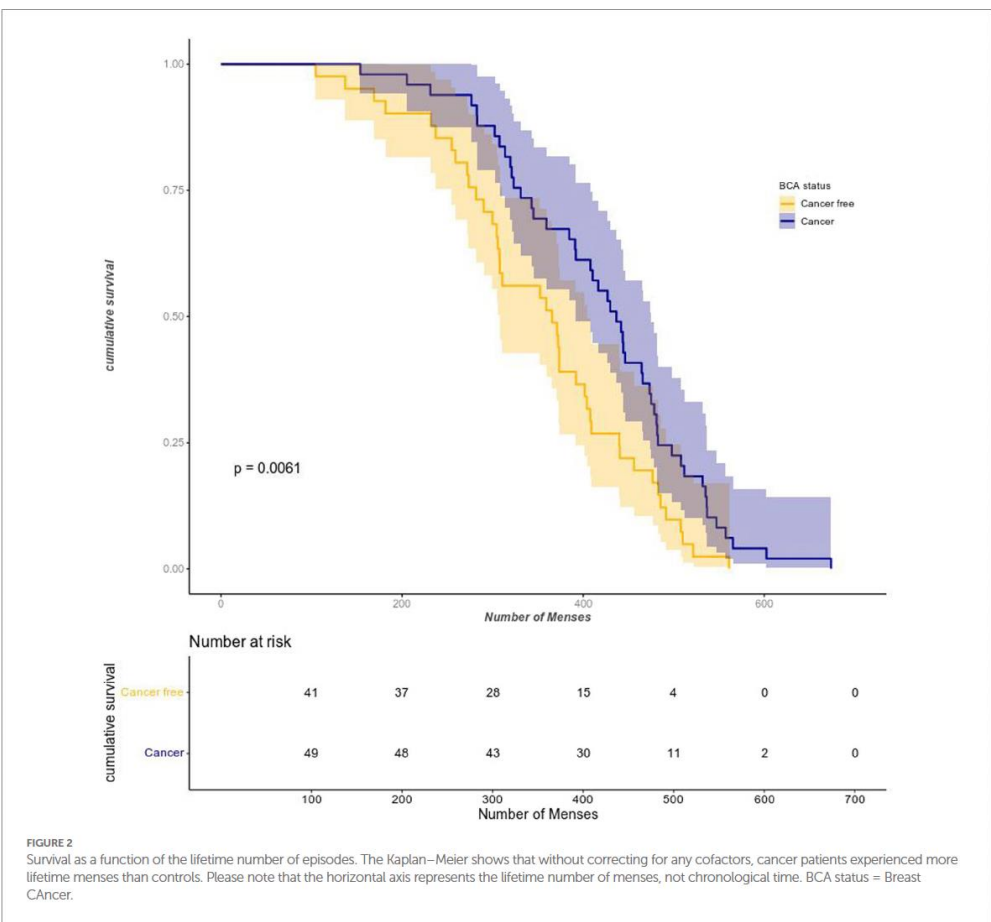 1.00
0.75
0.50
0.25
0.00
cumulative survival
p = 0.0061
BCA status
Cancer free
Cancer
0 200 400 600
Number of Menses
Number at risk
cumulative survival
Cancer free 41 37 28 15 4 0 0
Cancer 49 48 43 30 11 2 0
100 200 300 400 500 600 700
Number of Menses
FIGURE 2
Survival as a function of the lifetime number of episodes. The Kaplan–Meier shows that without correcting for any cofactors, cancer patients experienced more
lifetime menses than controls. Please note that the horizontal axis represents the lifetime number of menses, not chronological time. BCA status = Breast
CAncer.